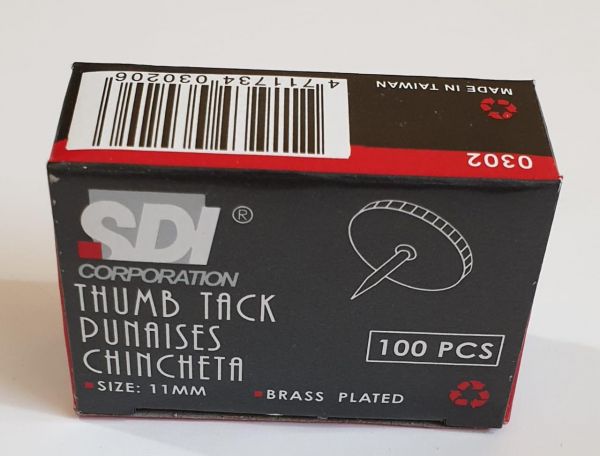 4 711734 030206
MADE IN TAIWAN
0302
SDI ®
CORPORATION
THUMB TACK
PUNAISES
CHINCHETA
SIZE: 11MM
BRASS PLATED
100 PCS